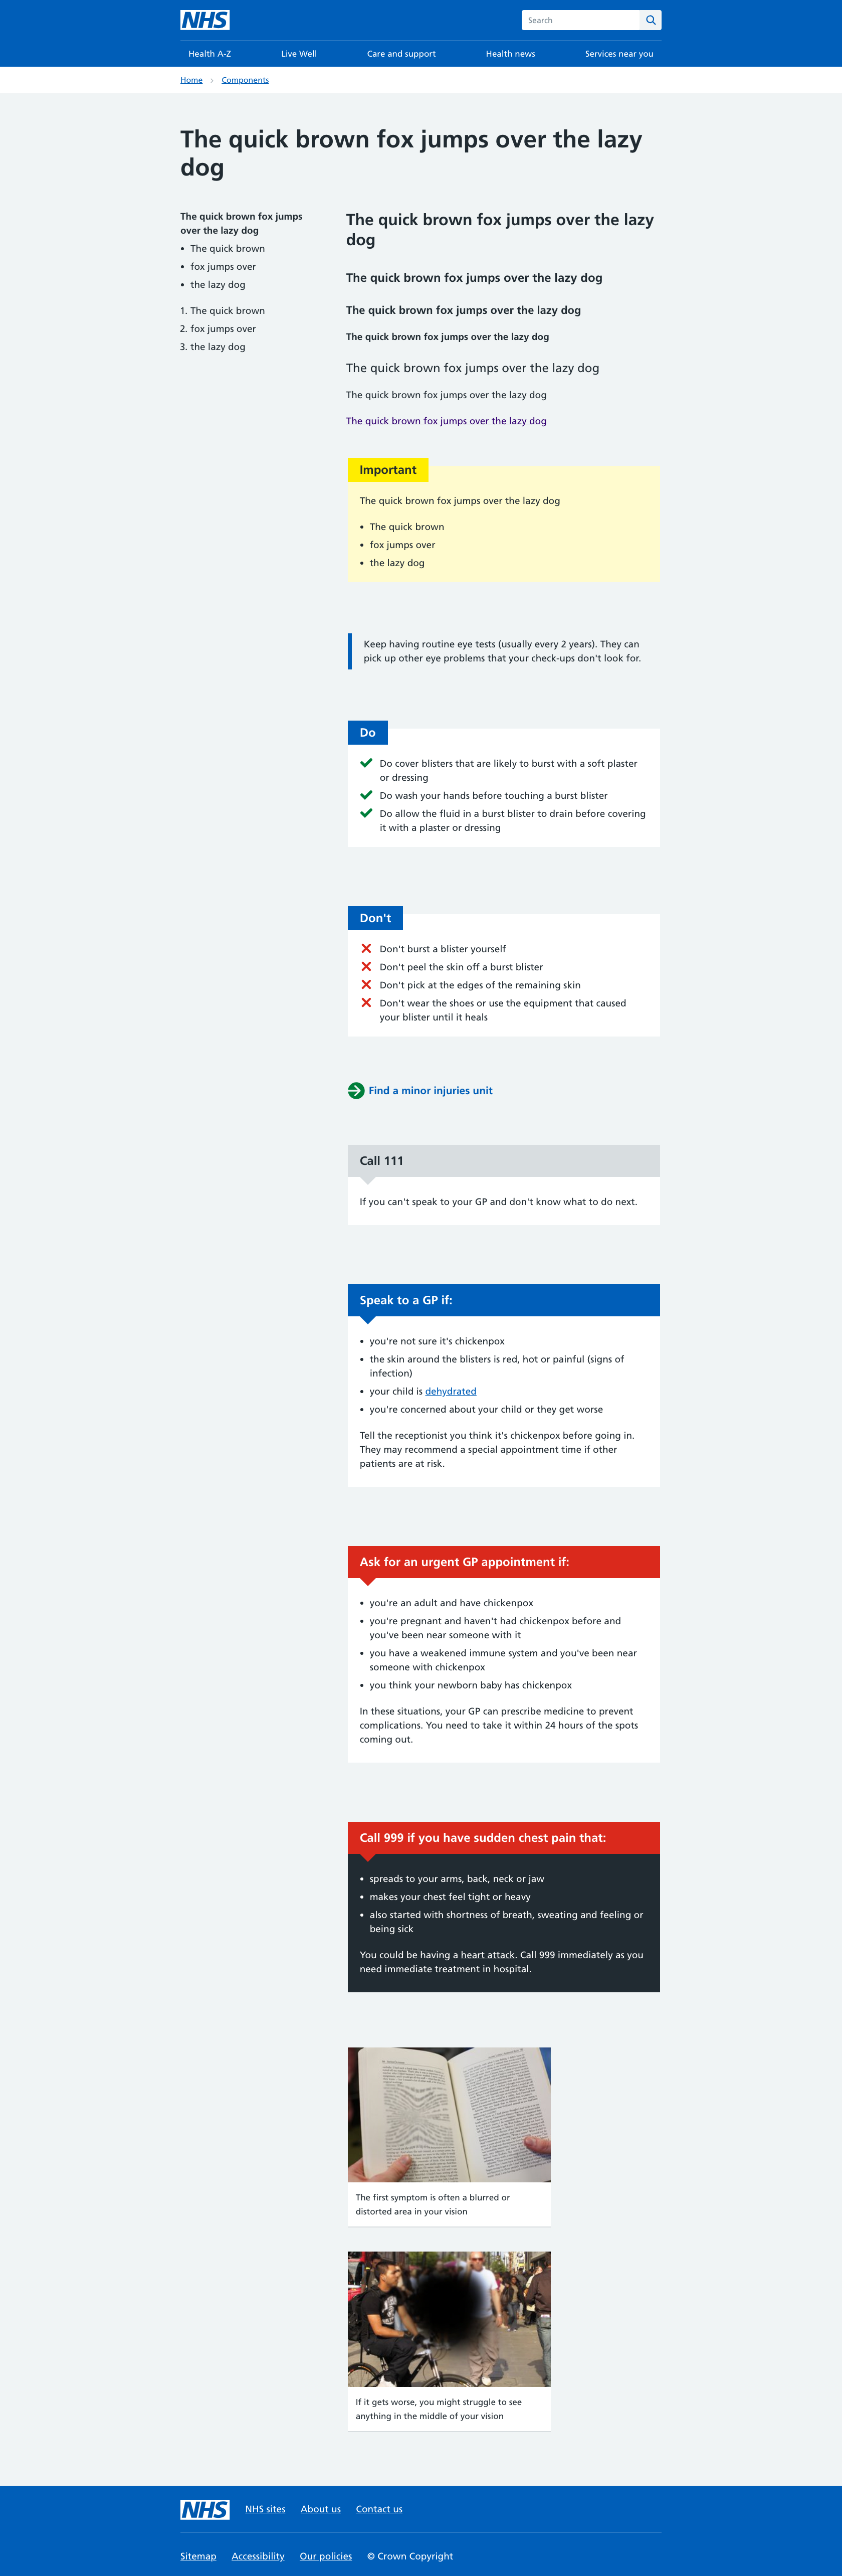 NHS
Search
Health A-Z
Live Well
Care and support
Health news
Services near you
Home
Components
The quick brown fox jumps over the lazy
dog
The quick brown fox jumps
over the lazy dog
• The quick brown
• fox jumps over
• the lazy dog
1. The quick brown
2. fox jumps over
3. the lazy dog
The quick brown fox jumps over the lazy
dog
The quick brown fox jumps over the lazy dog
The quick brown fox jumps over the lazy dog
The quick brown fox jumps over the lazy dog
The quick brown fox jumps over the lazy dog
The quick brown fox jumps over the lazy dog
The quick brown fox jumps over the lazy dog
Important
The quick brown fox jumps over the lazy dog
• The quick brown
• fox jumps over
• the lazy dog
Keep having routine eye tests (usually every 2 years). They can
pick up other eye problems that your check-ups don't look for.
Do
Do cover blisters that are likely to burst with a soft plaster
or dressing
Do wash your hands before touching a burst blister
Do allow the fluid in a burst blister to drain before covering
it with a plaster or dressing
Don't
Don't burst a blister yourself
Don't peel the skin off a burst blister
Don't pick at the edges of the remaining skin
Don't wear the shoes or use the equipment that caused
your blister until it heals
Find a minor injuries unit
Call 111
If you can't speak to your GP and don't know what to do next.
Speak to a GP if:
• you're not sure it's chickenpox
• the skin around the blisters is red, hot or painful (signs of
infection)
• your child is dehydrated
• you're concerned about your child or they get worse
Tell the receptionist you think it's chickenpox before going in.
They may recommend a special appointment time if other
patients are at risk.
Ask for an urgent GP appointment if:
• you're an adult and have chickenpox
• you're pregnant and haven't had chickenpox before and
you've been near someone with it
• you have a weakened immune system and you've been near
someone with chickenpox
• you think your newborn baby has chickenpox
In these situations, your GP can prescribe medicine to prevent
complications. You need to take it within 24 hours of the spots
coming out.
Call 999 if you have sudden chest pain that:
• spreads to your arms, back, neck or jaw
• makes your chest feel tight or heavy
• also started with shortness of breath, sweating and feeling or
being sick
You could be having a heart attack. Call 999 immediately as you
need immediate treatment in hospital.
The first symptom is often a blurred or
distorted area in your vision
If it gets worse, you might struggle to see
anything in the middle of your vision
NHS
NHS sites
About us
Contact us
Sitemap
Accessibility
Our policies
© Crown Copyright